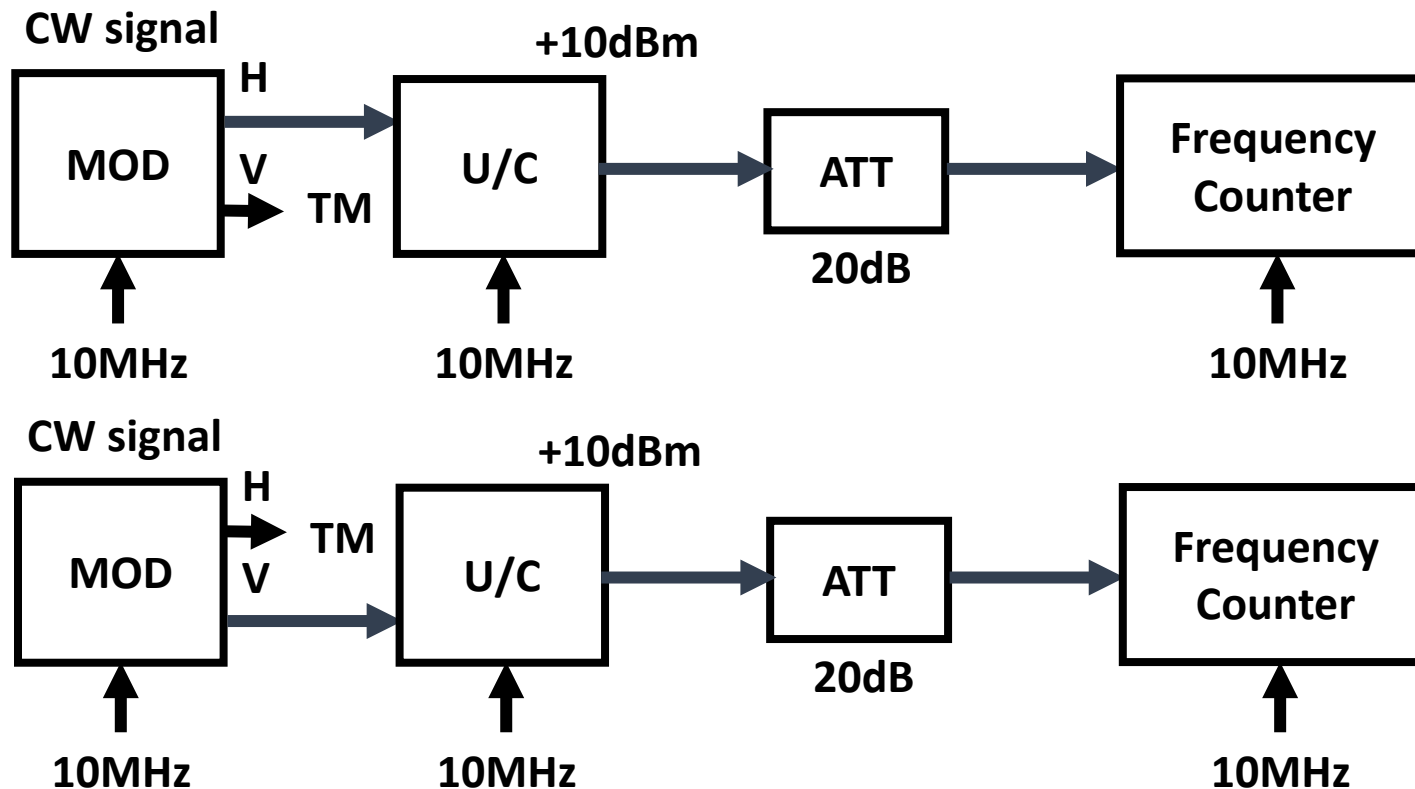 CW signal
+10dBm
H
MOD
V
TM
U/C
ATT
Frequency
Counter
20dB
10MHz
10MHz
10MHz
CW signal
+10dBm
H
TM
MOD
V
U/C
ATT
Frequency
Counter
20dB
10MHz
10MHz
10MHz